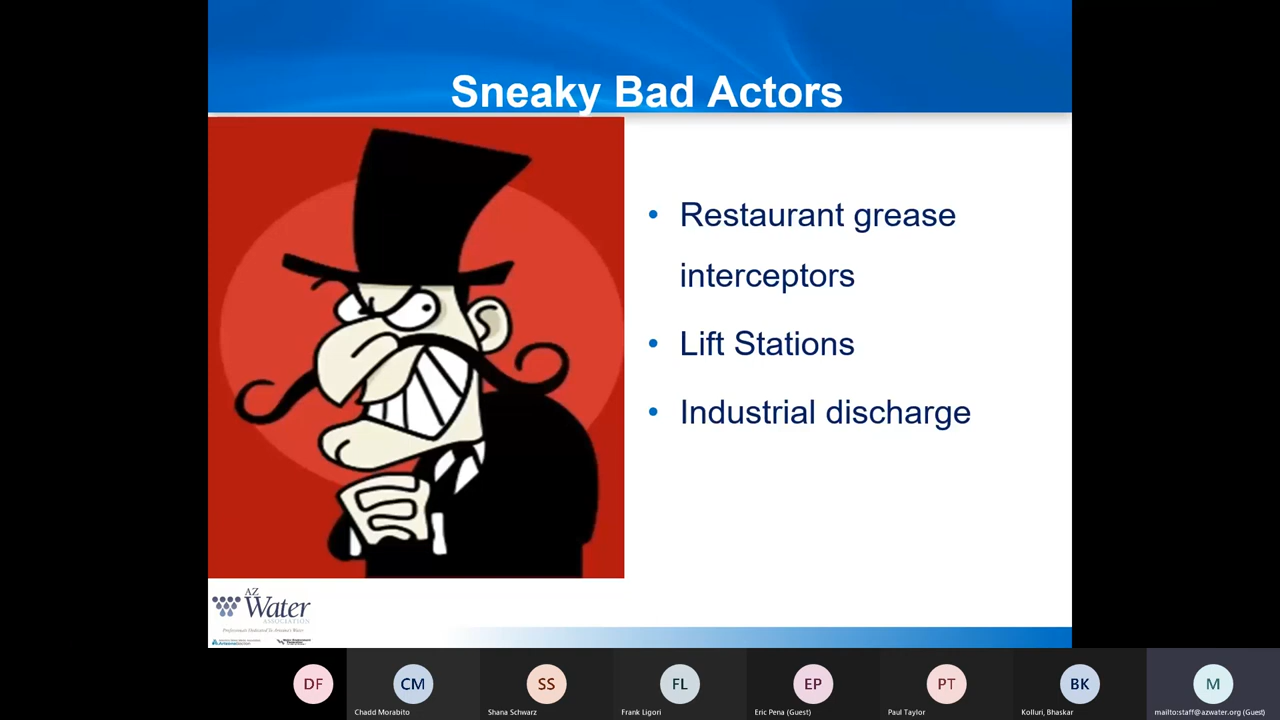 Sneaky Bad Actors
• Restaurant grease
interceptors
• Lift Stations
• Industrial discharge
AZ
Water
ASSOCIATION
DF
CM
SS
FL
EP
PT
BK
M
Chadd Morabito
Shana Schwarz
Frank Ligori
Eric Pena (Guest)
Paul Taylor
Kolluri, Bhaskar
mailto:staff@azwater.org (Guest)